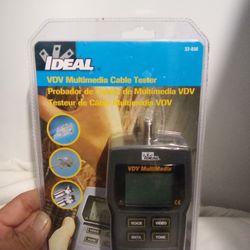 IDEAL
33-856
VDV Multimedia Cable Tester
Probador de Cables de Multimedia VDV
Testeur de Câble Multimedia VDV
IDEAL
VDV MultiMedia
VOICE
VIDEO
DATA
TONE